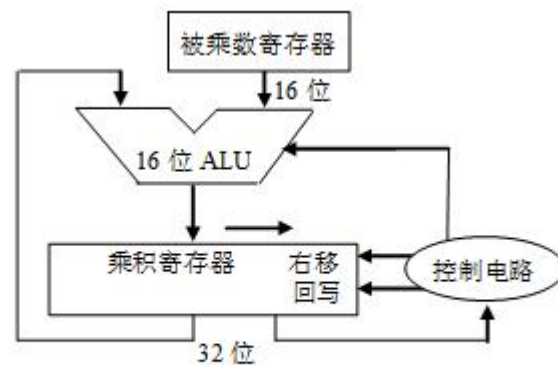 被乘数寄存器
16 位
16 位 ALU
乘积寄存器
右移
回写
控制电路
32 位